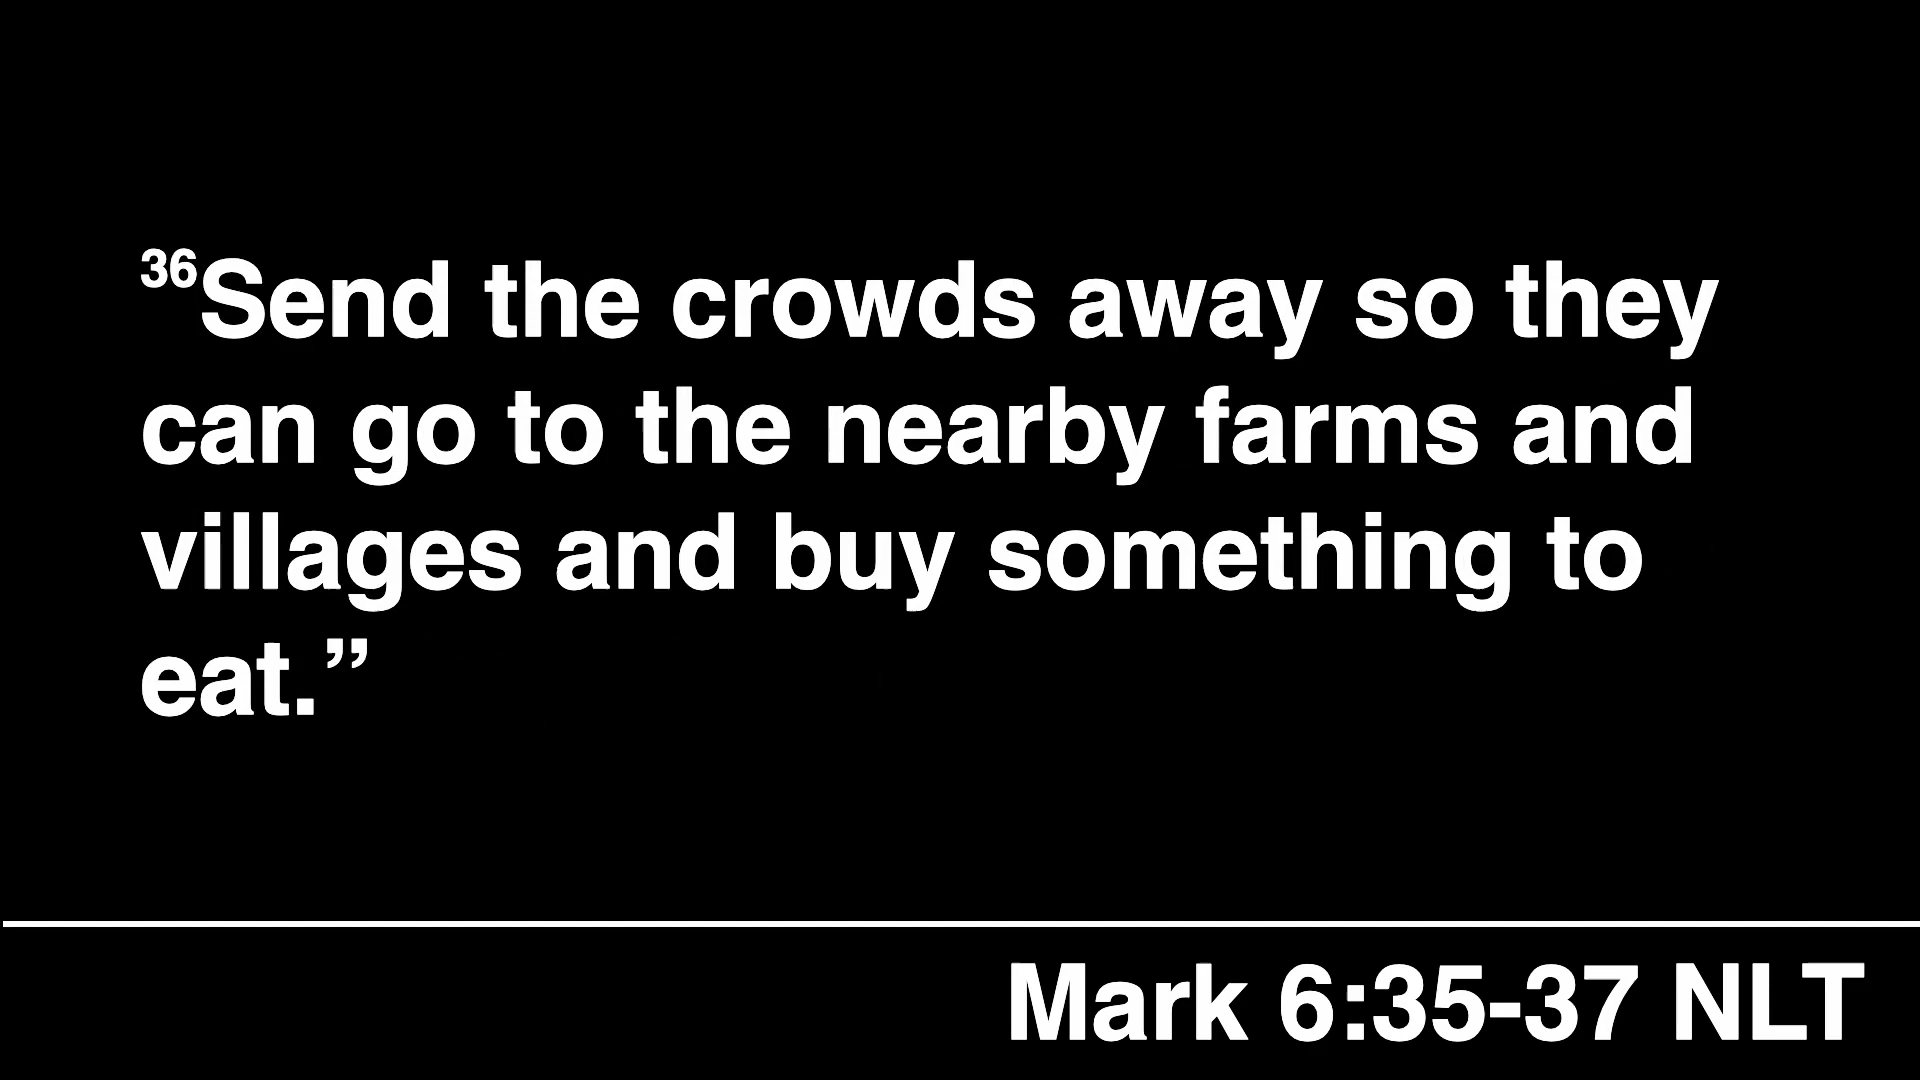 ³⁶Send the crowds away so they
can go to the nearby farms and
villages and buy something to
eat.”
Mark 6:35-37 NLT